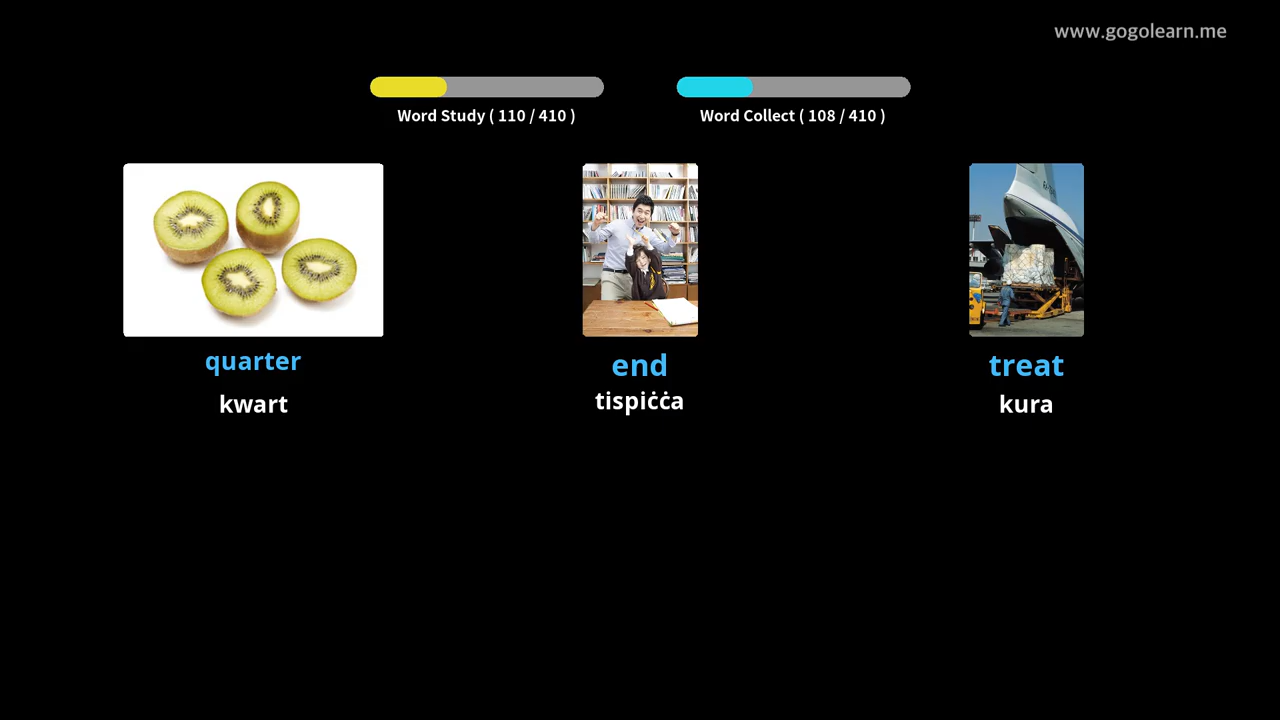 www.gogolearn.me
Word Study ( 110 / 410 )
Word Collect ( 108 / 410 )
quarter
kwart
end
tispiċċa
treat
kura